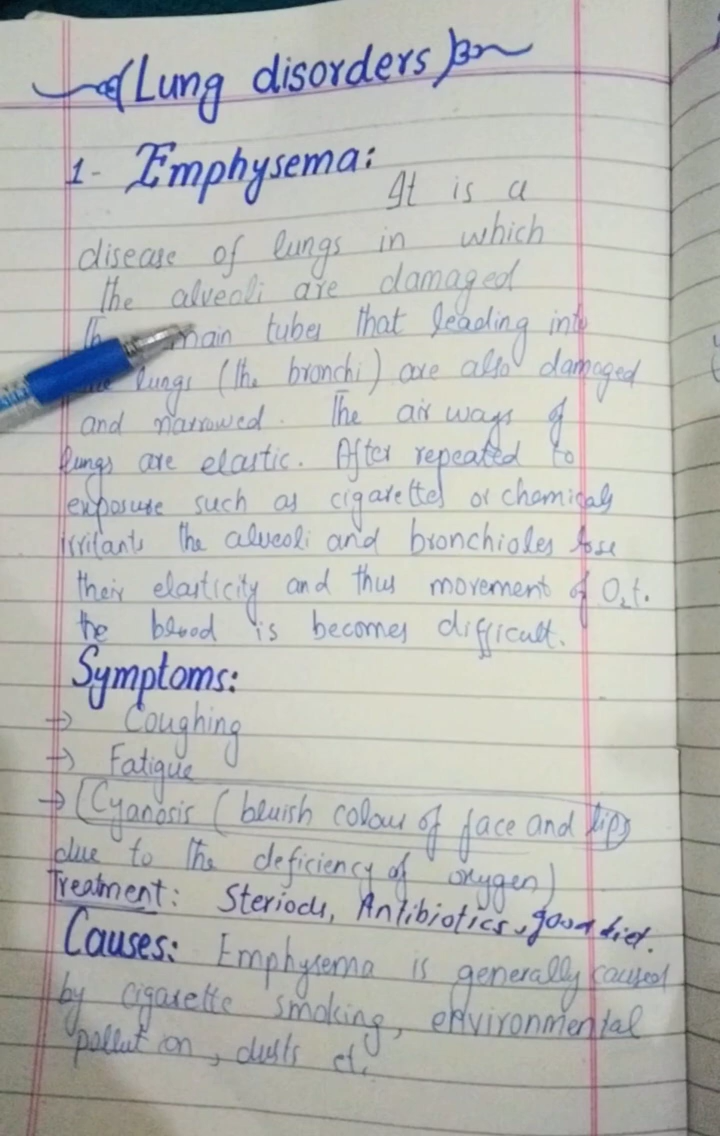 (Lung disorders)
1- Emphysema:
It is a
disease of lungs in which
the alveoli are damaged
The main tubes that leading into
lungs (the bronchi) are also damaged
and narrowed. The air ways of
lungs are elastic. After repeated to
exposure such as cigarettes or chemicals
irritants the alveoli and bronchioles lose
their elasticity and thus movement of O₂ t.
the blood is becomes difficult.
Symptoms:
→ Coughing
→ Fatigue
→ Cyanosis (bluish colour of face and lips
due to the deficiency of oxygen)
Treatment: Steriods, Antibiotics, good diet.
Causes: Emphysema is generally caused
by cigarette smoking, environmental
pollution, dusts et.